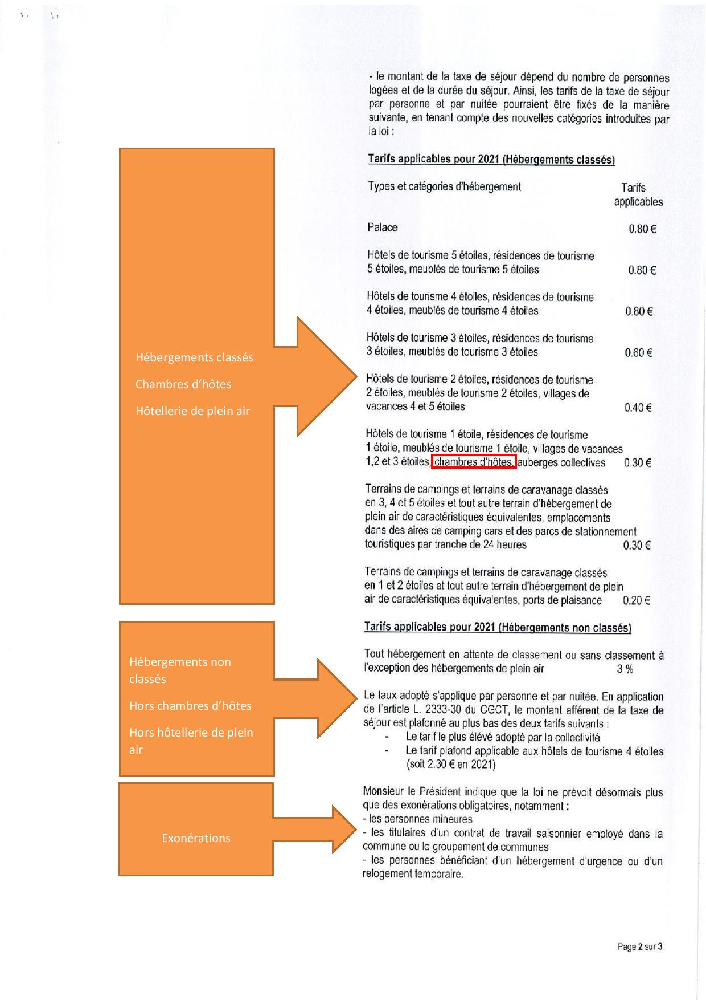 - le montant de la taxe de séjour dépend du nombre de personnes
logées et de la durée du séjour. Ainsi, les tarifs de la taxe de séjour
par personne et par nuitée pourraient être fixés de la manière
suivante, en tenant compte des nouvelles catégories introduites par
la loi :
Tarifs applicables pour 2021 (Hébergements classés)
Types et catégories d'hébergement Tarifs
applicables
Palace 0.80 €
Hôtels de tourisme 5 étoiles, résidences de tourisme
5 étoiles, meublés de tourisme 5 étoiles 0.80 €
Hôtels de tourisme 4 étoiles, résidences de tourisme
4 étoiles, meublés de tourisme 4 étoiles 0.80 €
Hôtels de tourisme 3 étoiles, résidences de tourisme
3 étoiles, meublés de tourisme 3 étoiles 0.60 €
Hôtels de tourisme 2 étoiles, résidences de tourisme
2 étoiles, meublés de tourisme 2 étoiles, villages de
vacances 4 et 5 étoiles 0.40 €
Hôtels de tourisme 1 étoile, résidences de tourisme
1 étoile, meublés de tourisme 1 étoile, villages de vacances
1,2 et 3 étoiles, chambres d'hôtes, auberges collectives 0.30 €
Terrains de campings et terrains de caravanage classés
en 3, 4 et 5 étoiles et tout autre terrain d'hébergement de
plein air de caractéristiques équivalentes, emplacements
dans des aires de camping cars et des parcs de stationnement
touristiques par tranche de 24 heures 0.30 €
Terrains de campings et terrains de caravanage classés
en 1 et 2 étoiles et tout autre terrain d'hébergement de plein
air de caractéristiques équivalentes, ports de plaisance 0.20 €
Hébergements classés
Chambres d'hôtes
Hôtellerie de plein air
Tarifs applicables pour 2021 (Hébergements non classés)
Tout hébergement en attente de classement ou sans classement à
l'exception des hébergements de plein air 3 %
Le taux adopté s'applique par personne et par nuitée. En application
de l'article L. 2333-30 du CGCT, le montant afférent de la taxe de
séjour est plafonné au plus bas des deux tarifs suivants :
- Le tarif le plus élévé adopté par la collectivité
- Le tarif plafond applicable aux hôtels de tourisme 4 étoiles
(soit 2.30 € en 2021)
Hébergements non
classés
Hors chambres d'hôtes
Hors hôtellerie de plein
air
Monsieur le Président indique que la loi ne prévoit désormais plus
que des exonérations obligatoires, notamment :
- les personnes mineures
- les titulaires d'un contrat de travail saisonnier employé dans la
commune ou le groupement de communes
- les personnes bénéficiant d'un hébergement d'urgence ou d'un
relogement temporaire.
Exonérations
Page 2 sur 3